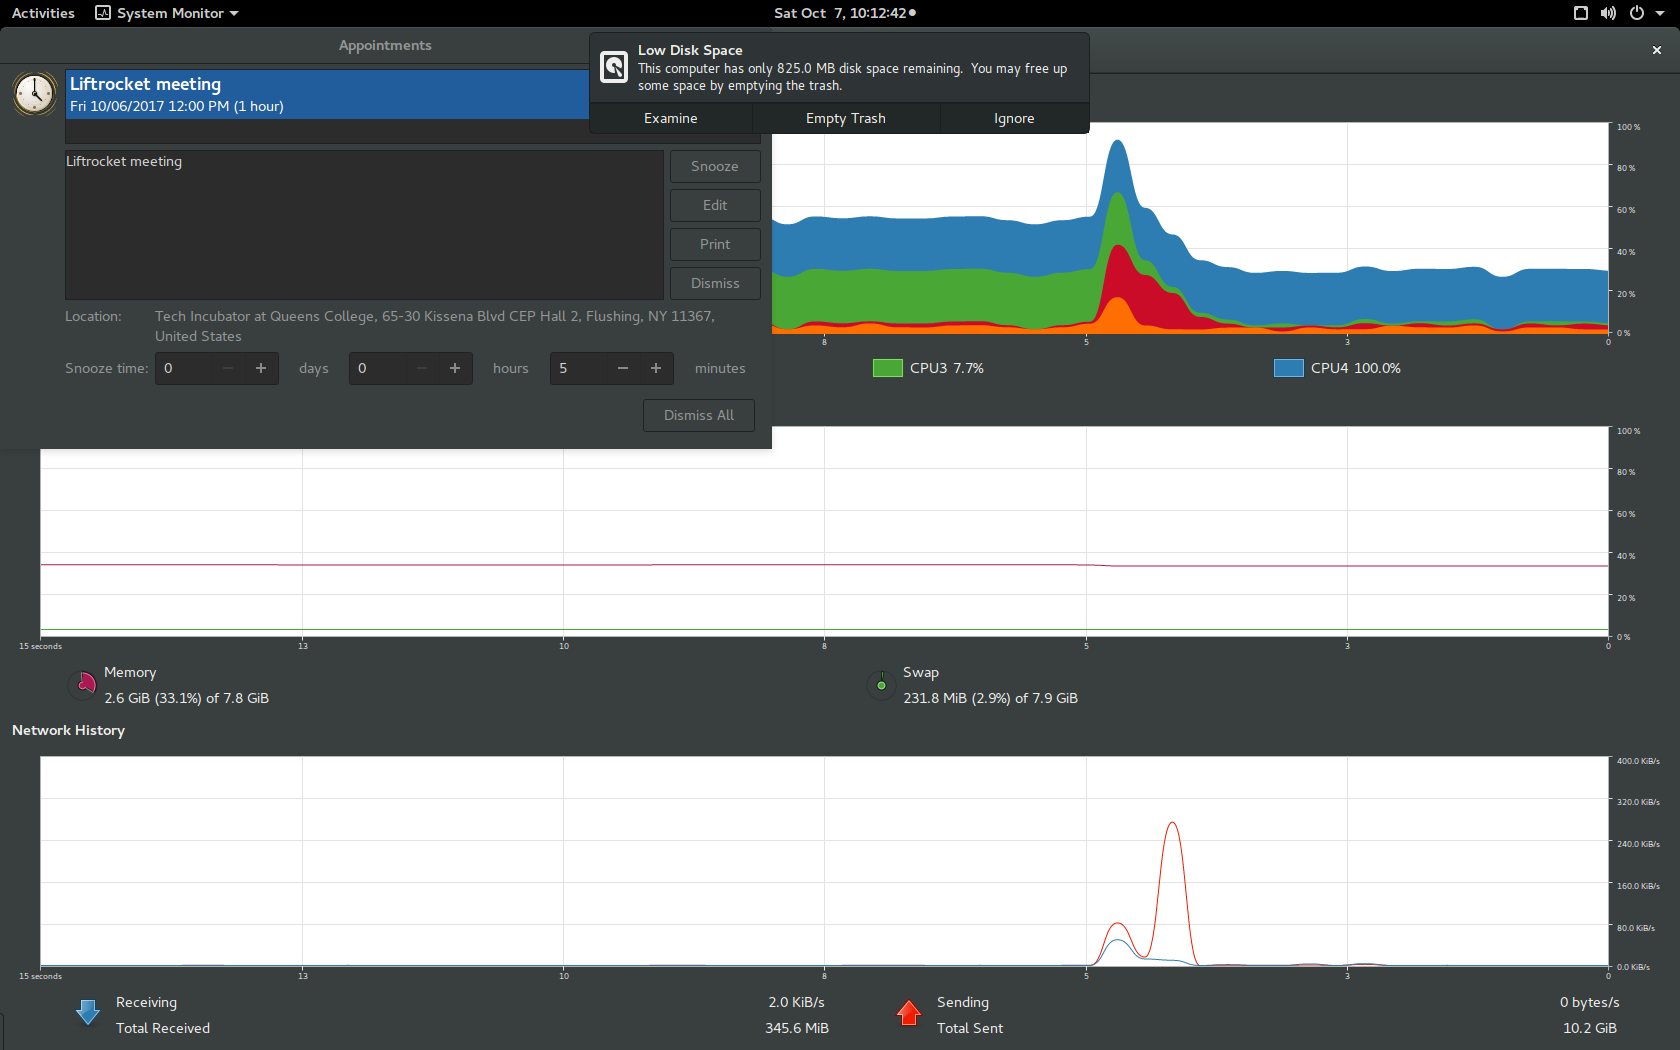 Activities
System Monitor
Sat Oct 7, 10:12:42
Appointments
Liftrocket meeting
Fri 10/06/2017 12:00 PM (1 hour)
Low Disk Space
This computer has only 825.0 MB disk space remaining. You may free up
some space by emptying the trash.
Examine
Empty Trash
Ignore
Liftrocket meeting
Snooze
Edit
Print
Dismiss
Location:
Tech Incubator at Queens College, 65-30 Kissena Blvd CEP Hall 2, Flushing, NY 11367,
United States
Snooze time:
0
days
0
hours
5
minutes
Dismiss All
100 %
80 %
60 %
40 %
20 %
0 %
8
5
3
0
CPU3 7.7%
CPU4 100.0%
100 %
80 %
60 %
40 %
20 %
0 %
15 seconds
13
10
8
5
3
0
Memory
2.6 GiB (33.1%) of 7.8 GiB
Swap
231.8 MiB (2.9%) of 7.9 GiB
Network History
400.0 KiB/s
320.0 KiB/s
240.0 KiB/s
160.0 KiB/s
80.0 KiB/s
0.0 KiB/s
15 seconds
13
10
8
5
3
0
Receiving
2.0 KiB/s
Total Received
345.6 MiB
Sending
0 bytes/s
Total Sent
10.2 GiB